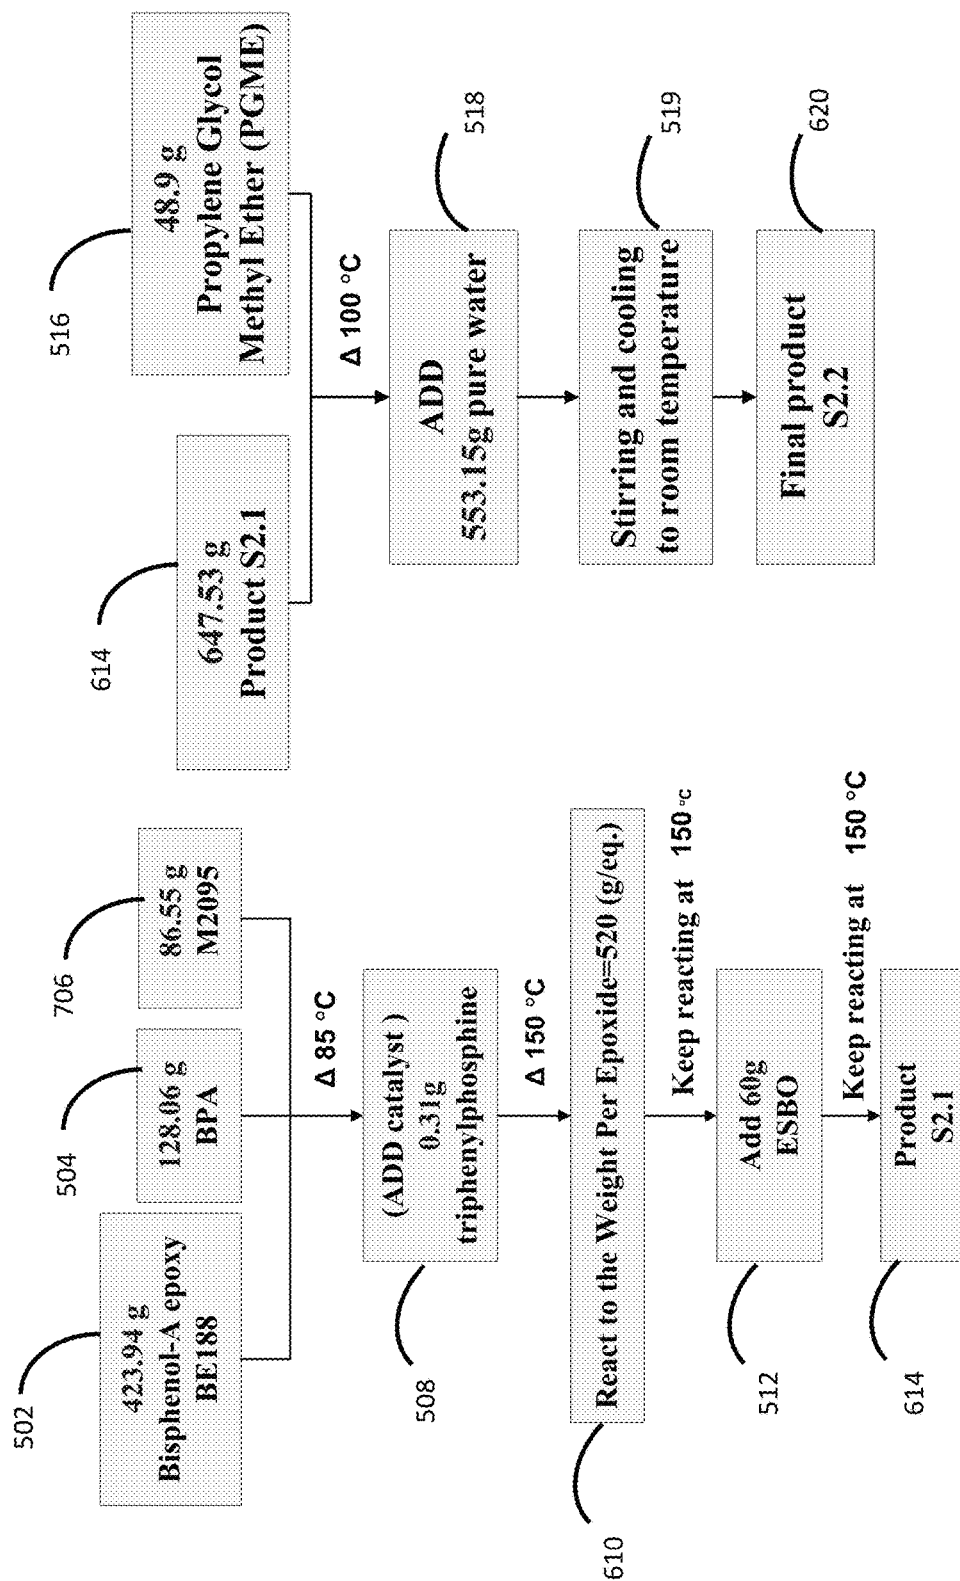 502
423.94 g
Bisphenol-A epoxy
BE188
504
128.06 g
BPA
706
86.55 g
M2095
Δ 85 °C
508
(ADD catalyst )
0.31g
triphenylphosphine
Δ 150 °C
610
React to the Weight Per Epoxide=520 (g/eq.)
Keep reacting at 150 °C
512
Add 60g
ESBO
Keep reacting at 150 °C
614
Product
S2.1
614
647.53 g
Product S2.1
516
48.9 g
Propylene Glycol
Methyl Ether (PGME)
Δ 100 °C
518
ADD
553.15g pure water
519
Stirring and cooling
to room temperature
620
Final product
S2.2